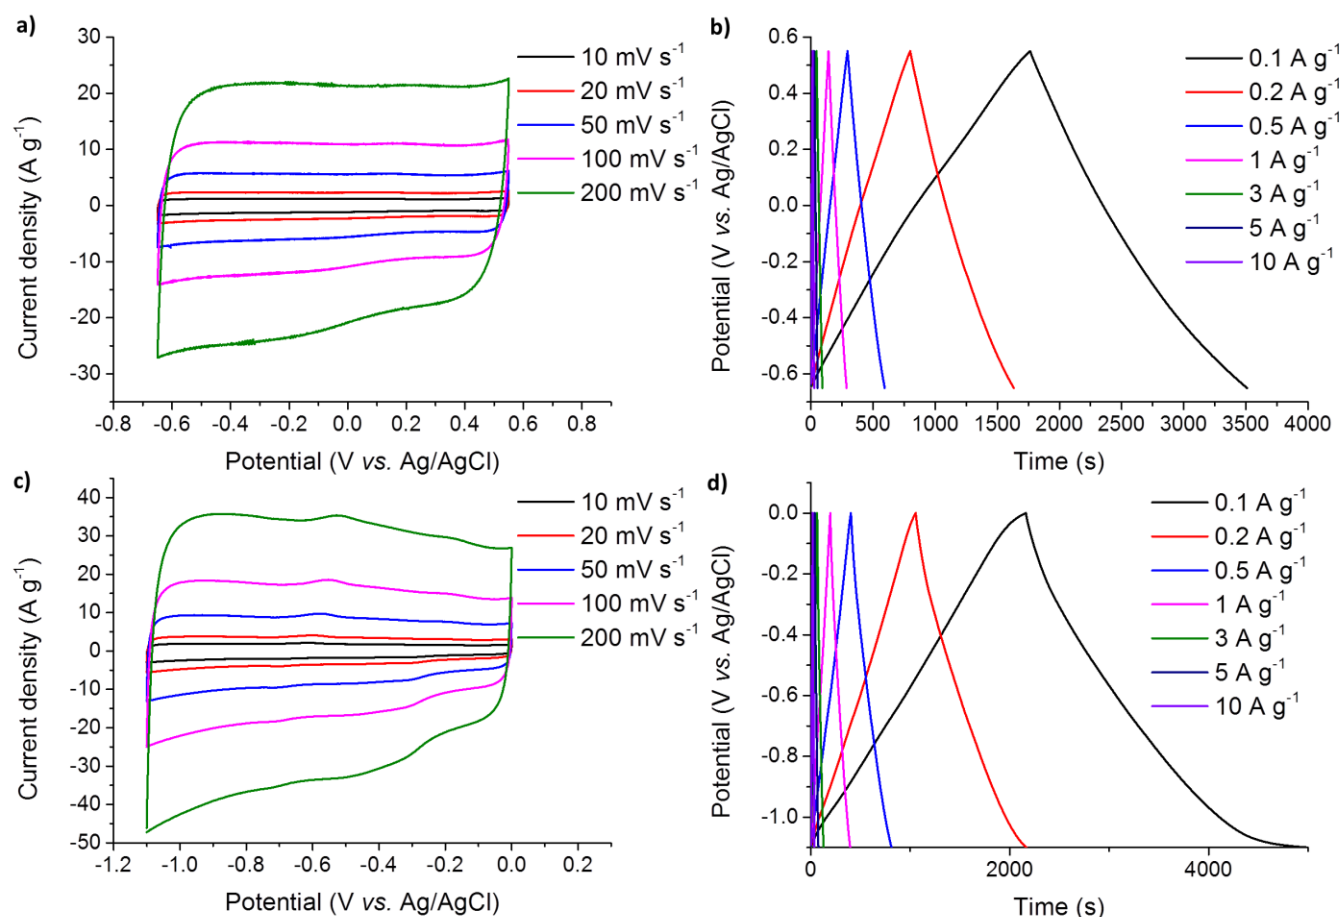 a)
30
20
10
0
-10
-20
-30
Current density (A g⁻¹)
-0.8 -0.6 -0.4 -0.2 0.0 0.2 0.4 0.6 0.8
Potential (V vs. Ag/AgCl)
10 mV s⁻¹
20 mV s⁻¹
50 mV s⁻¹
100 mV s⁻¹
200 mV s⁻¹
b)
0.6
0.4
0.2
0.0
-0.2
-0.4
-0.6
Potential (V vs. Ag/AgCl)
0 500 1000 1500 2000 2500 3000 3500 4000
Time (s)
0.1 A g⁻¹
0.2 A g⁻¹
0.5 A g⁻¹
1 A g⁻¹
3 A g⁻¹
5 A g⁻¹
10 A g⁻¹
c)
40
30
20
10
0
-10
-20
-30
-40
-50
Current density (A g⁻¹)
-1.2 -1.0 -0.8 -0.6 -0.4 -0.2 0.0 0.2
Potential (V vs. Ag/AgCl)
10 mV s⁻¹
20 mV s⁻¹
50 mV s⁻¹
100 mV s⁻¹
200 mV s⁻¹
d)
0.0
-0.2
-0.4
-0.6
-0.8
-1.0
Potential (V vs. Ag/AgCl)
0 2000 4000
Time (s)
0.1 A g⁻¹
0.2 A g⁻¹
0.5 A g⁻¹
1 A g⁻¹
3 A g⁻¹
5 A g⁻¹
10 A g⁻¹